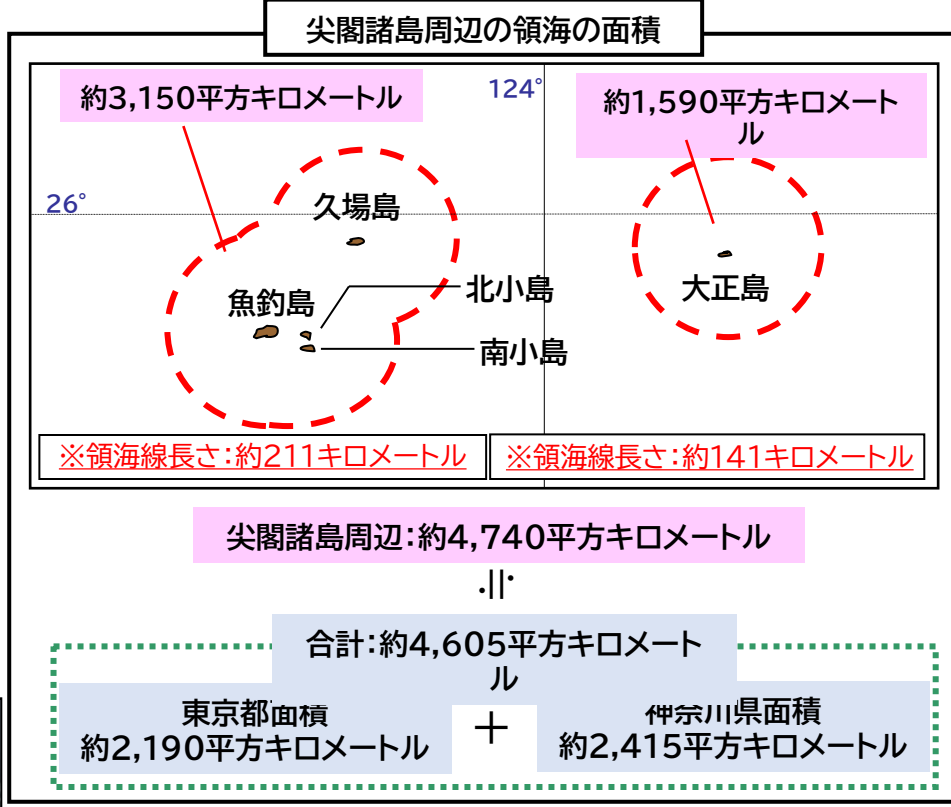 尖閣諸島周辺の領海の面積
約3,150平方キロメートル
124°
約1,590平方キロメート
ル
26°
久場島
魚釣島
北小島
南小島
大正島
※領海線長さ:約211キロメートル
※領海線長さ:約141キロメートル
尖閣諸島周辺:約4,740平方キロメートル
≒
合計:約4,605平方キロメート
ル
東京都面積
約2,190平方キロメートル
+
神奈川県面積
約2,415平方キロメートル